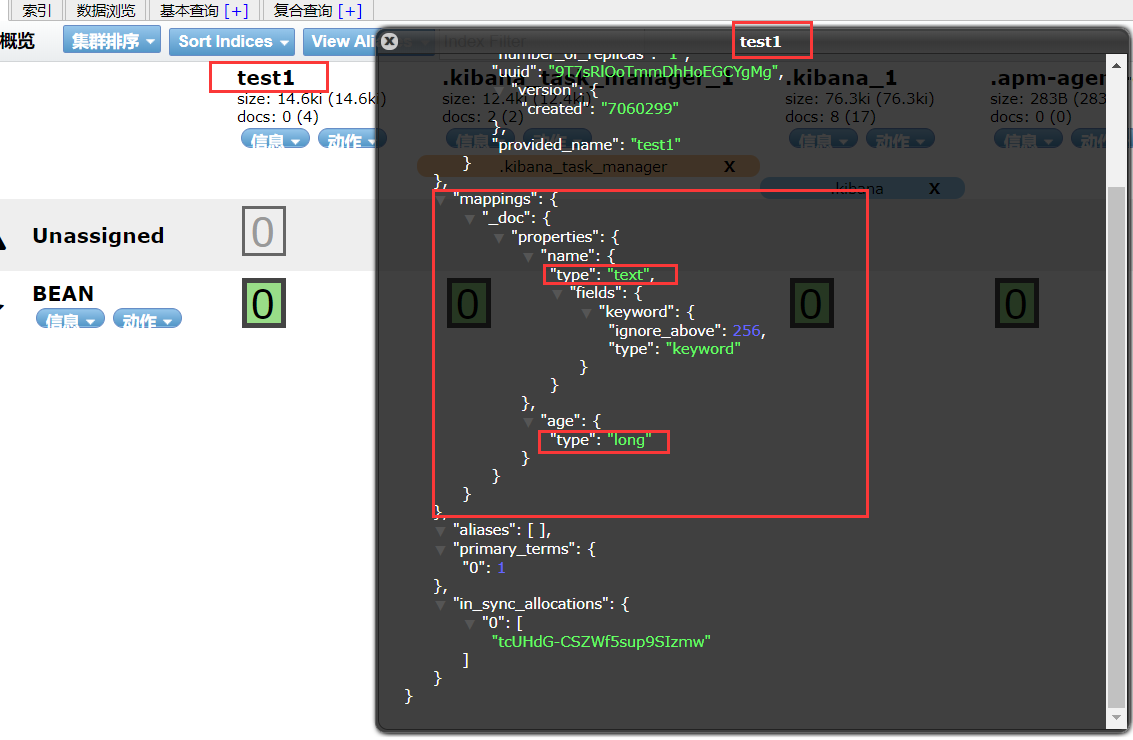 索引 数据浏览 基本查询 [+] 复合查询 [+]
概览 集群排序 Sort Indices View Ali Index Filter
test1
test1
size: 14.6ki (14.6ki)
docs: 0 (4)
信息 动作
.kibana_task_manager_1
size: 12.4ki (12.4ki)
docs: 2 (2)
信息 动作
.kibana_task_manager X
.kibana_1
size: 76.3ki (76.3ki)
docs: 8 (17)
信息 动作
.kibana X
.apm-agen
size: 283B (283
docs: 0 (0)
信息 动作
Unassigned 0
BEAN 0 0 0 0
信息 动作
"number_of_replicas": "1",
"uuid": "9T7sRlOoTmmDhHoEGCYgMg",
"version": {
"created": "7060299"
},
"provided_name": "test1"
}
},
"mappings": {
"_doc": {
"properties": {
"name": {
"type": "text",
"fields": {
"keyword": {
"ignore_above": 256,
"type": "keyword"
}
}
},
"age": {
"type": "long"
}
}
}
},
"aliases": [ ],
"primary_terms": {
"0": 1
},
"in_sync_allocations": {
"0": [
"tcUHdG-CSZWf5sup9SIzmw"
]
}
}